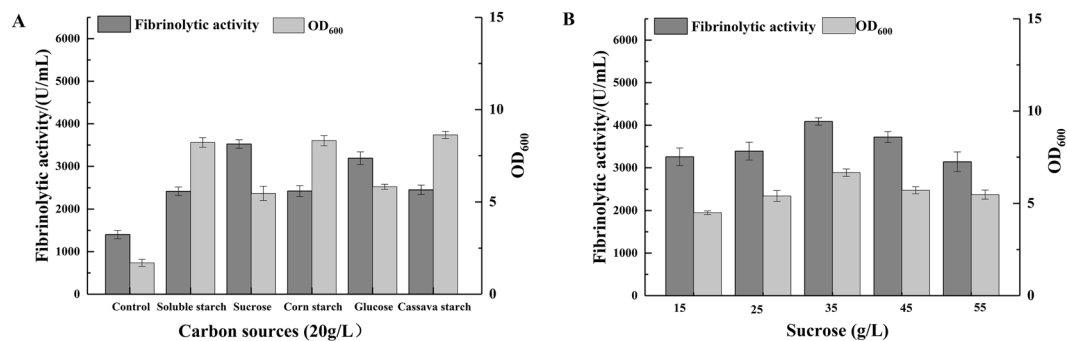 A
Fibrinolytic activity
OD600
Fibrinolytic activity/(U/mL)
6000
5000
4000
3000
2000
1000
0
15
10
5
0
OD600
Control
Soluble starch
Sucrose
Corn starch
Glucose
Cassava starch
Carbon sources (20g/L）
B
Fibrinolytic activity
OD600
Fibrinolytic activity/(U/mL)
6000
5000
4000
3000
2000
1000
0
15
10
5
0
OD600
15
25
35
45
55
Sucrose (g/L)